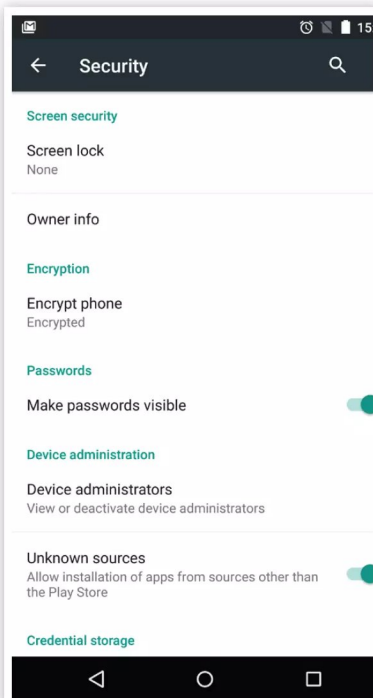 15
Security
Screen security
Screen lock
None
Owner info
Encryption
Encrypt phone
Encrypted
Passwords
Make passwords visible
Device administration
Device administrators
View or deactivate device administrators
Unknown sources
Allow installation of apps from sources other than
the Play Store
Credential storage